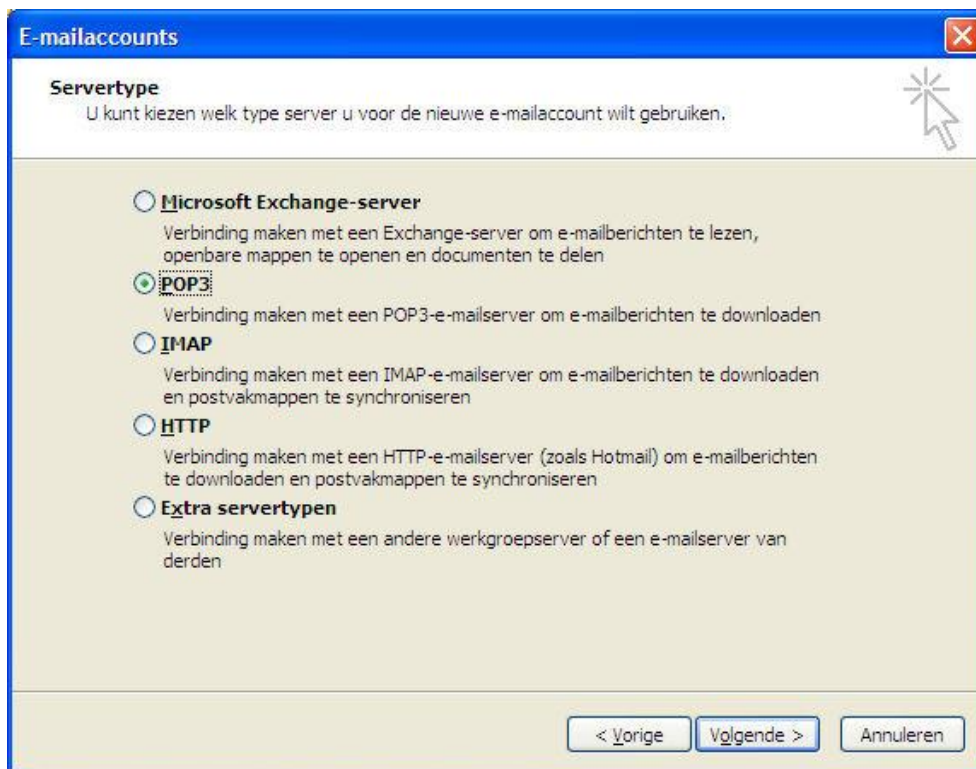 E-mailaccounts
Servertype
U kunt kiezen welk type server u voor de nieuwe e-mailaccount wilt gebruiken.
Microsoft Exchange-server
Verbinding maken met een Exchange-server om e-mailberichten te lezen,
openbare mappen te openen en documenten te delen
POP3
Verbinding maken met een POP3-e-mailserver om e-mailberichten te downloaden
IMAP
Verbinding maken met een IMAP-e-mailserver om e-mailberichten te downloaden
en postvakmappen te synchroniseren
HTTP
Verbinding maken met een HTTP-e-mailserver (zoals Hotmail) om e-mailberichten
te downloaden en postvakmappen te synchroniseren
Extra servertypen
Verbinding maken met een andere werkgroepserver of een e-mailserver van
derden
< Vorige Volgende > Annuleren